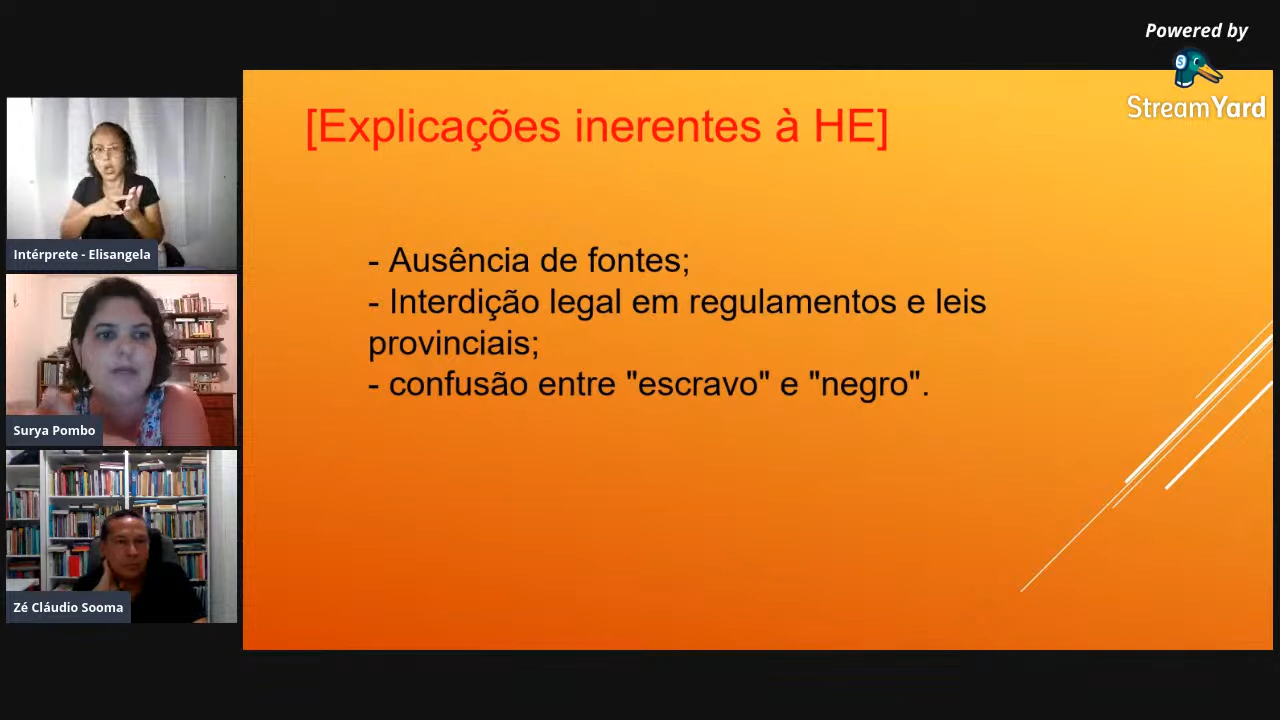 Powered by
StreamYard
[Explicações inerentes à HE]
- Ausência de fontes;
- Interdição legal em regulamentos e leis
provinciais;
- confusão entre "escravo" e "negro".
Intérprete - Elisangela
Surya Pombo
Zé Cláudio Sooma